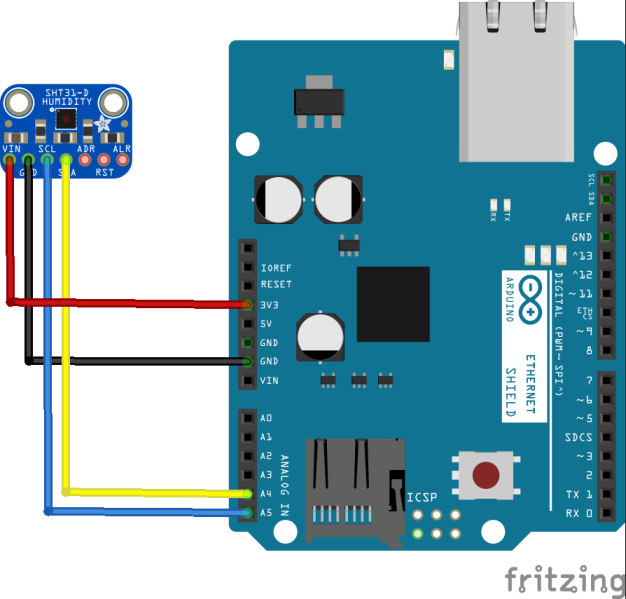 SHT31-D
HUMIDITY
VIN
SCL
ADR
ALR
GND
SDA
RST
IOREF
RESET
3V3
5V
GND
GND
VIN
A0
A1
A2
A3
A4
A5
ANALOG IN
ICSP
RX
TX
ARDUINO
ETHERNET
SHIELD
DIGITAL (PWM~ SPI^)
SCL
SDA
AREF
GND
^13
^12
~11
ETH
CS
~9
8
7
~6
~5
SDCS
~3
2
TX 1
RX 0
fritzing